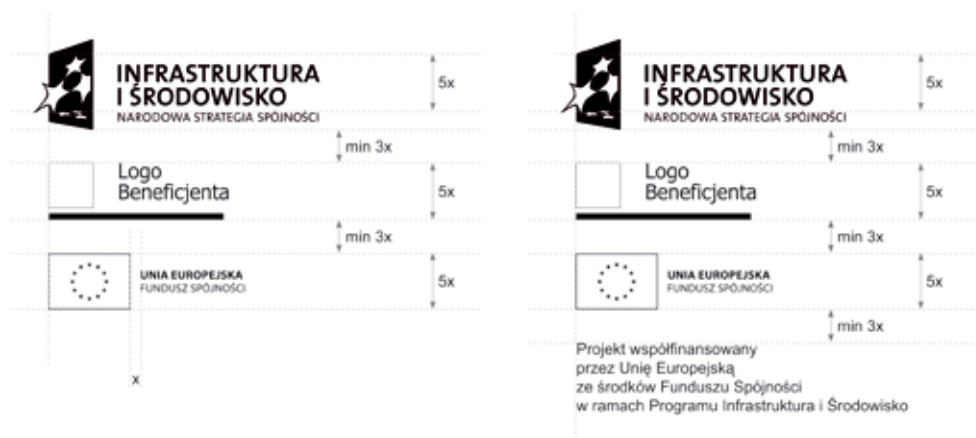 INFRASTRUKTURA
I ŚRODOWISKO
NARODOWA STRATEGIA SPÓJNOŚCI
5x
min 3x
Logo
Beneficjenta
5x
min 3x
UNIA EUROPEJSKA
FUNDUSZ SPÓJNOŚCI
5x
x
INFRASTRUKTURA
I ŚRODOWISKO
NARODOWA STRATEGIA SPÓJNOŚCI
5x
min 3x
Logo
Beneficjenta
5x
min 3x
UNIA EUROPEJSKA
FUNDUSZ SPÓJNOŚCI
5x
min 3x
Projekt współfinansowany
przez Unię Europejską
ze środków Funduszu Spójności
w ramach Programu Infrastruktura i Środowisko